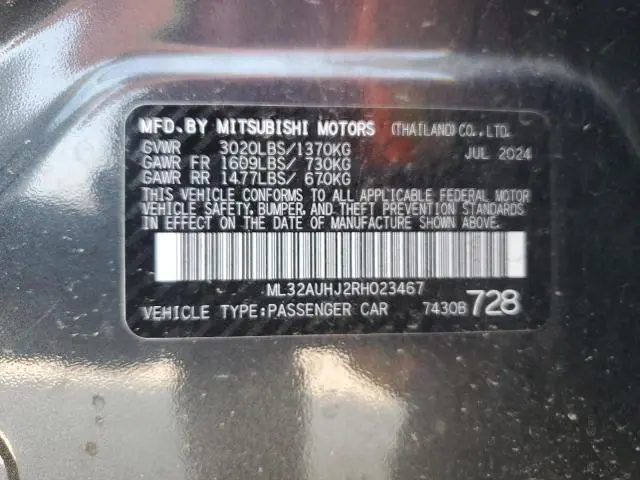 MFD.BY MITSUBISHI MOTORS (THAILAND) CO., LTD.
GVWR 3020LBS/1370KG JUL 2024
GAWR FR 1609LBS/ 730KG
GAWR RR 1477LBS/ 670KG
THIS VEHICLE CONFORMS TO ALL APPLICABLE FEDERAL MOTOR
VEHICLE SAFETY, BUMPER, AND THEFT PREVENTION STANDARDS
IN EFFECT ON THE DATE OF MANUFACTURE SHOWN ABOVE.
ML32AUHJ2RH023467
VEHICLE TYPE:PASSENGER CAR 7430B 728